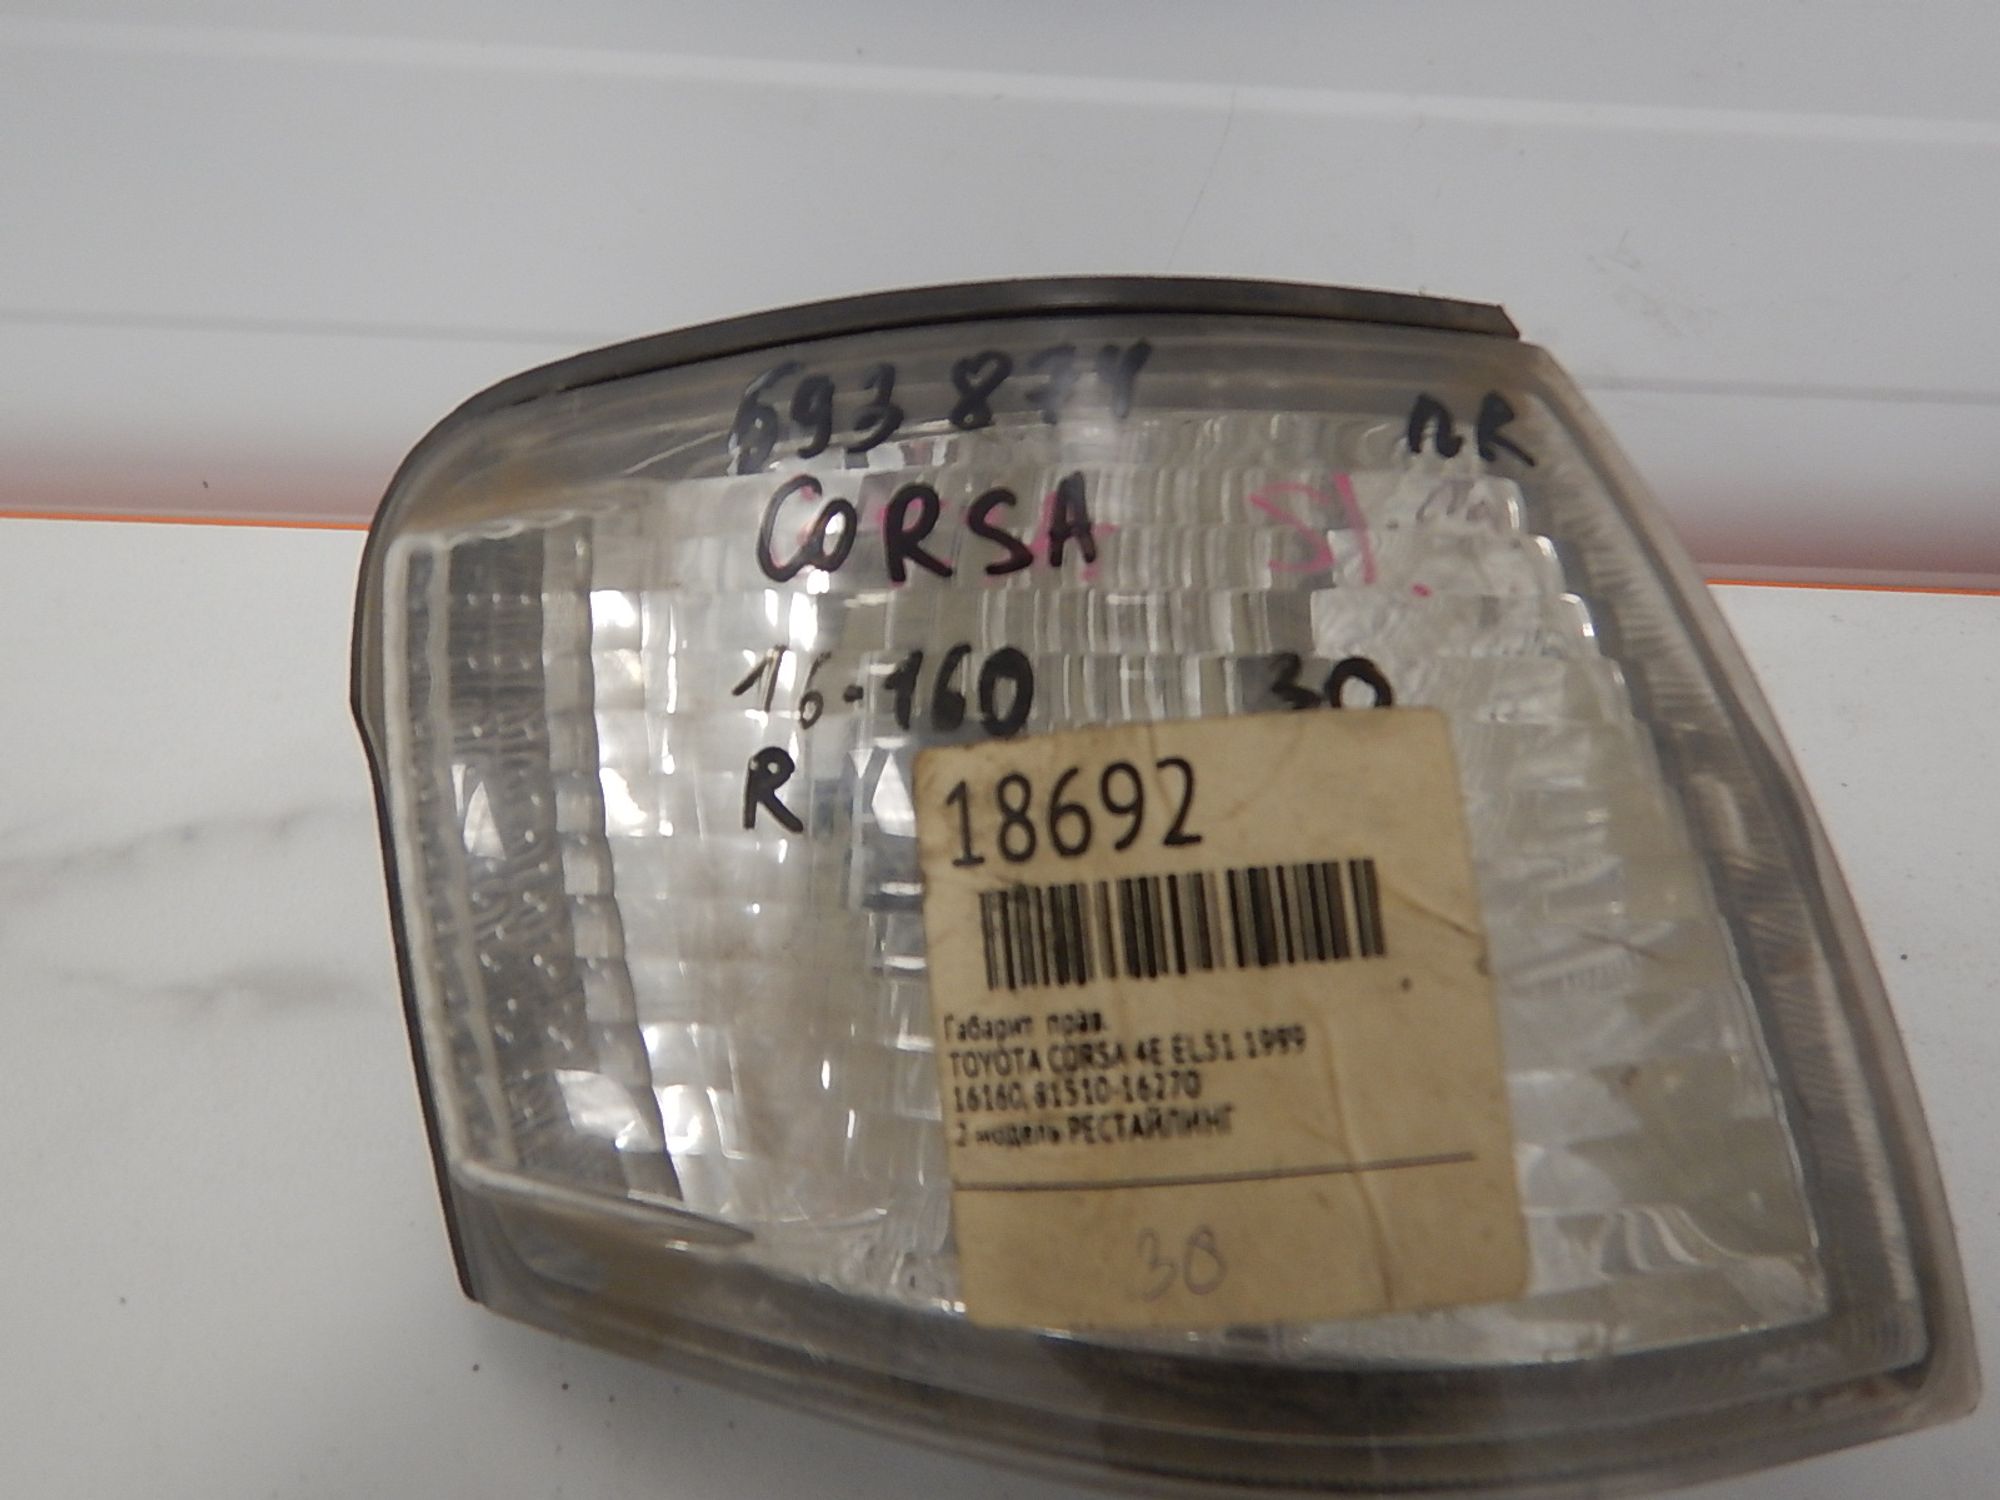 693874
ПR
CORSA
51
16-160
30
R
18692
Габарит прав.
TOYOTA CORSA 4E EL51 1999
16160, 81510-16270
2 модель РЕСТАЙЛИНГ
30